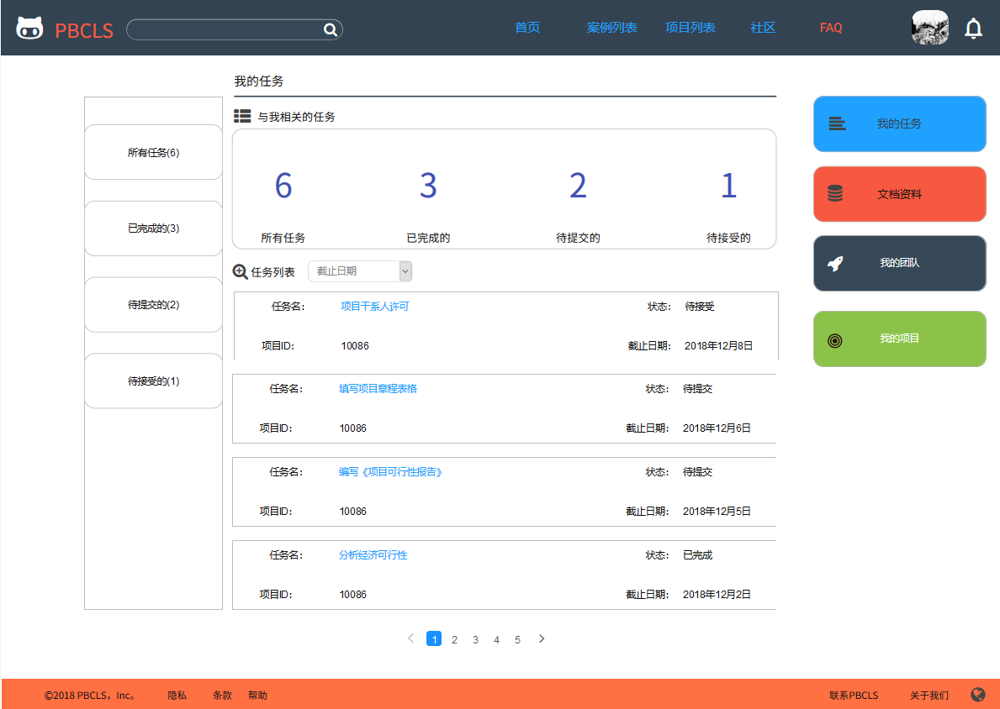 PBCLS 首页 案例列表 项目列表 社区 FAQ
我的任务
与我相关的任务
所有任务(6)
已完成的(3)
待提交的(2)
待接受的(1)
6 3 2 1
所有任务 已完成的 待提交的 待接受的
任务列表 截止日期
任务名: 项目干系人许可 状态: 待接受
项目ID: 10086 截止日期: 2018年12月8日
任务名: 填写项目章程表格 状态: 待提交
项目ID: 10086 截止日期: 2018年12月6日
任务名: 编写《项目可行性报告》 状态: 待提交
项目ID: 10086 截止日期: 2018年12月5日
任务名: 分析经济可行性 状态: 已完成
项目ID: 10086 截止日期: 2018年12月2日
1 2 3 4 5
我的任务
文档资料
我的团队
我的项目
©2018 PBCLS，Inc。 隐私 条款 帮助 联系PBCLS 关于我们